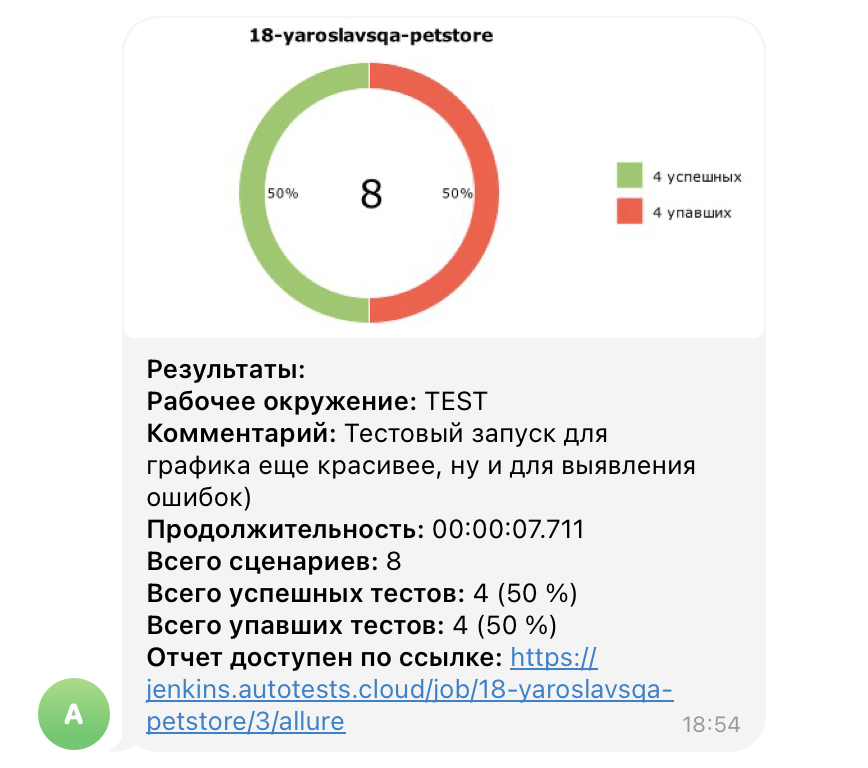 18-yaroslavsqa-petstore
50%
8
50%
4 успешных
4 упавших
Результаты:
Рабочее окружение: TEST
Комментарий: Тестовый запуск для
графика еще красивее, ну и для выявления
ошибок)
Продолжительность: 00:00:07.711
Всего сценариев: 8
Всего успешных тестов: 4 (50 %)
Всего упавших тестов: 4 (50 %)
Отчет доступен по ссылке: https://
jenkins.autotests.cloud/job/18-yaroslavsqa-
petstore/3/allure
18:54
A